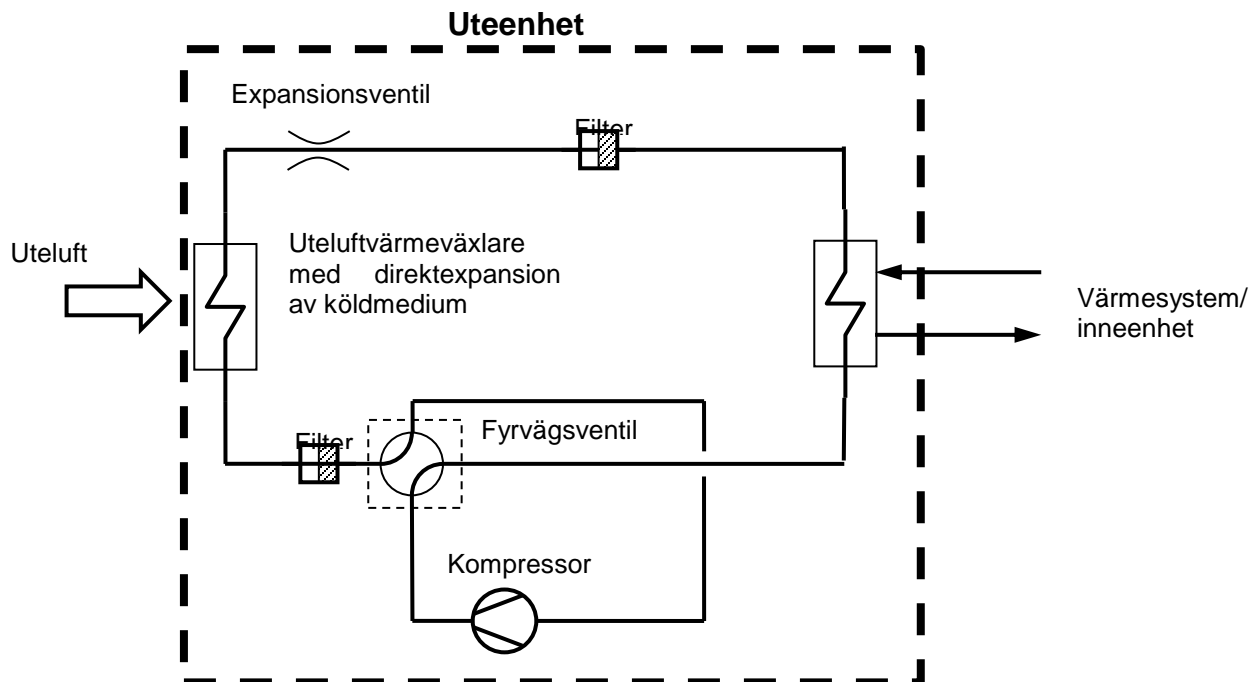 Uteenhet
Expansionsventil
Filter
Uteluft
Uteluftvärmeväxlare
med direktexpansion
av köldmedium
Värmesystem/
inneenhet
Filter
Fyrvägsventil
Kompressor